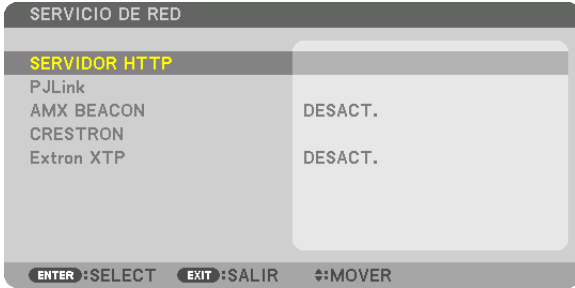 SERVICIO DE RED
SERVIDOR HTTP
PJLink
AMX BEACON DESACT.
CRESTRON
Extron XTP DESACT.
ENTER :SELECT EXIT :SALIR :MOVER